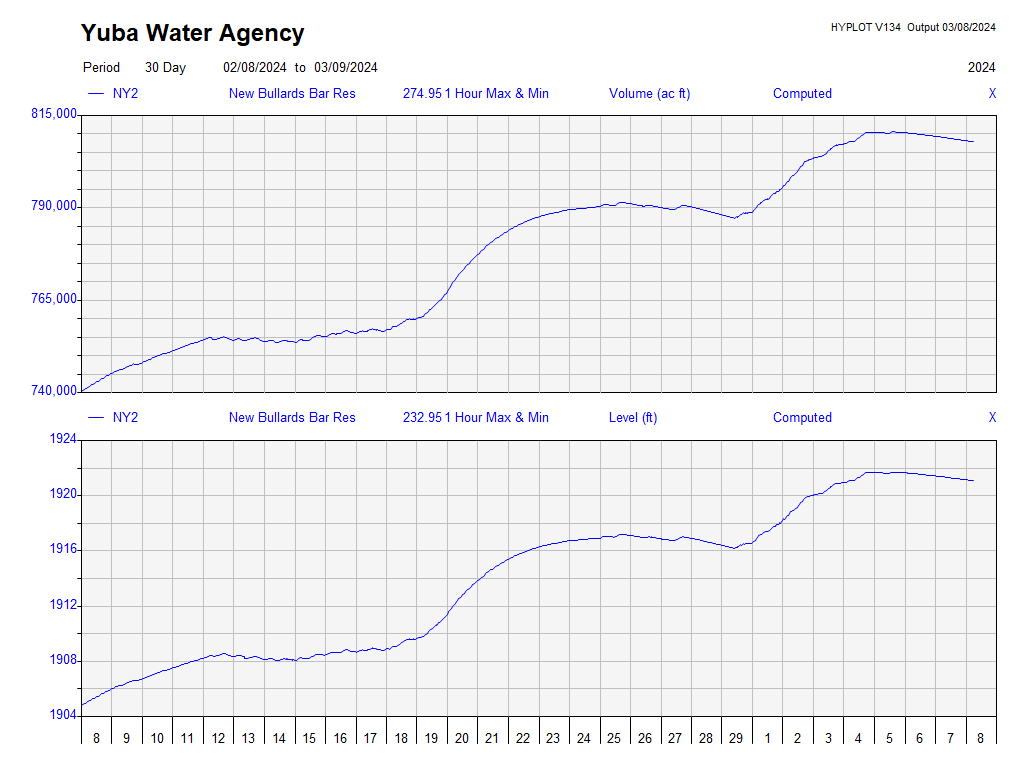 Yuba Water Agency
HYPLOT V134 Output 03/08/2024
Period 30 Day 02/08/2024 to 03/09/2024 2024
NY2 New Bullards Bar Res 274.95 1 Hour Max & Min Volume (ac ft) Computed X
815,000
790,000
765,000
740,000
NY2 New Bullards Bar Res 232.95 1 Hour Max & Min Level (ft) Computed X
1924
1920
1916
1912
1908
1904
8 9 10 11 12 13 14 15 16 17 18 19 20 21 22 23 24 25 26 27 28 29 1 2 3 4 5 6 7 8